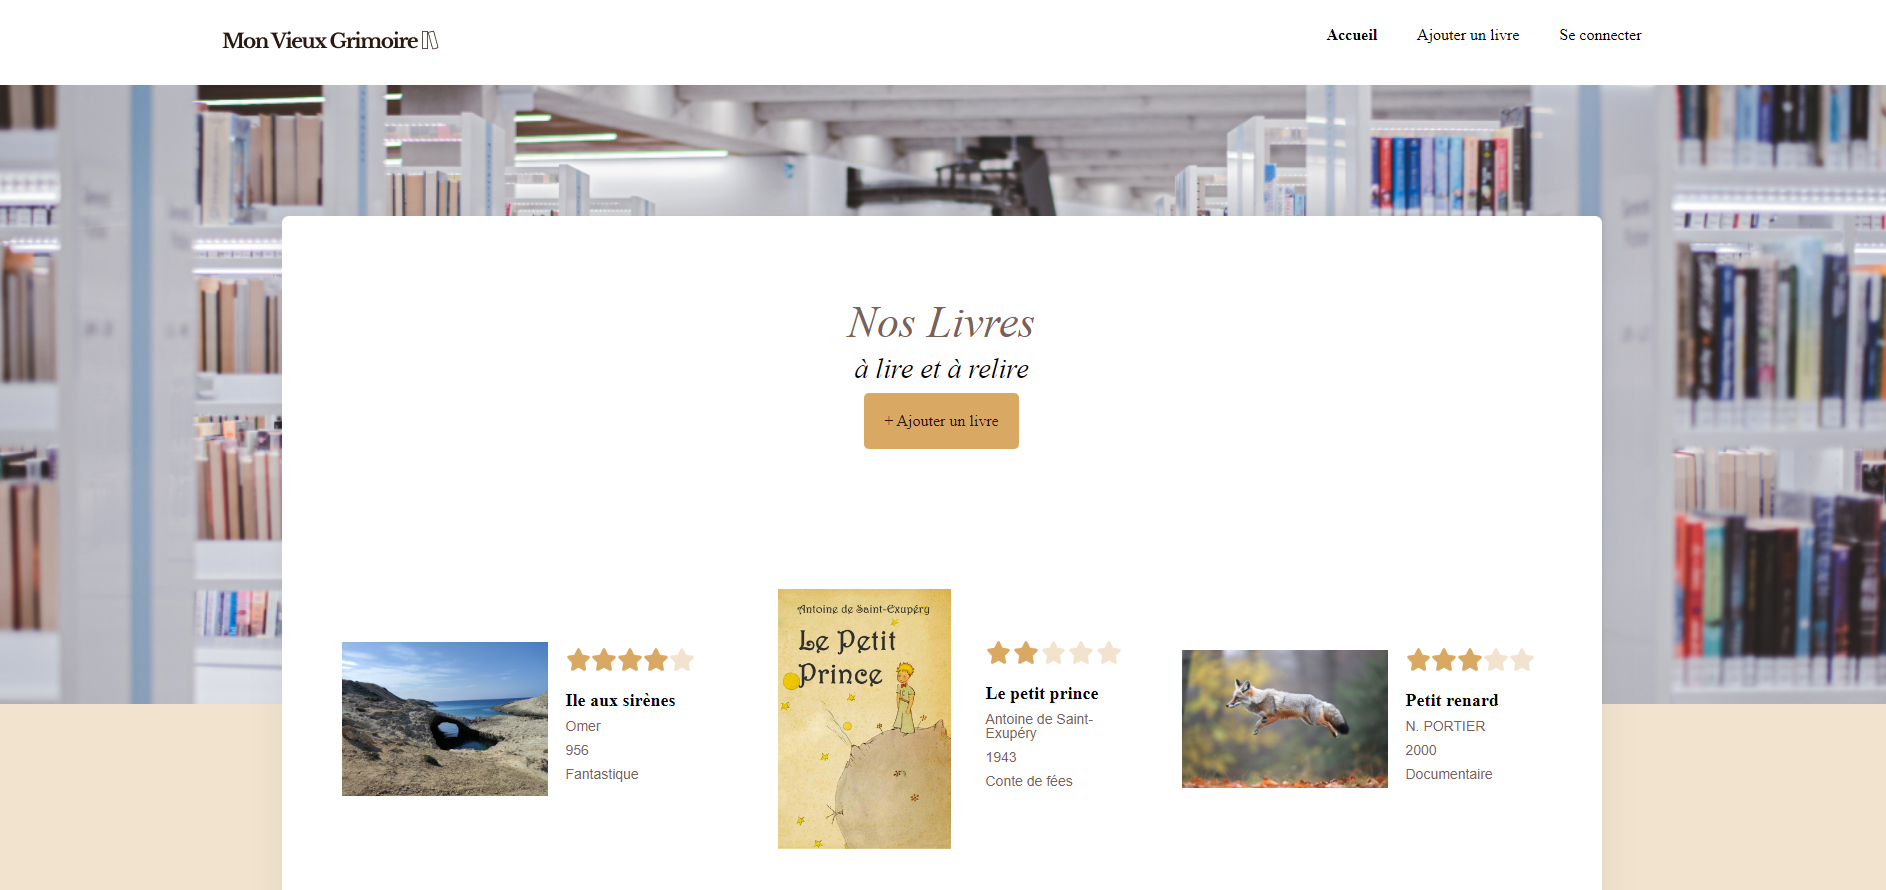 Mon Vieux Grimoire
Accueil
Ajouter un livre
Se connecter
Nos Livres
à lire et à relire
+ Ajouter un livre
Ile aux sirènes
Omer
956
Fantastique
Antoine de Saint-Exupéry
Le Petit
Prince
Le petit prince
Antoine de Saint-
Exupéry
1943
Conte de fées
Petit renard
N. PORTIER
2000
Documentaire